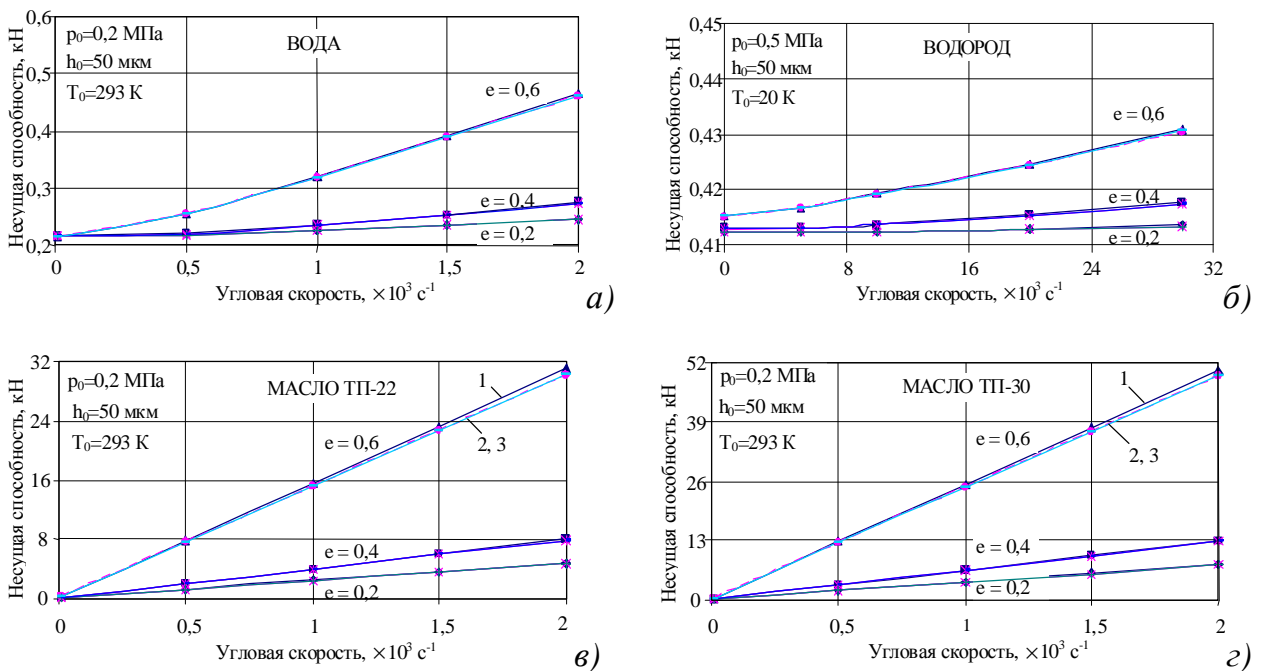 Несущая способность, кН
0,6
0,5
0,4
0,3
0,2
p₀=0,2 МПа
h₀=50 мкм
T₀=293 К
ВОДА
e = 0,6
e = 0,4
e = 0,2
0
0,5
1
1,5
2
Угловая скорость, ×10³ с⁻¹
а)
Несущая способность, кН
0,45
0,44
0,43
0,42
0,41
p₀=0,5 МПа
h₀=50 мкм
T₀=20 К
ВОДОРОД
e = 0,6
e = 0,4
e = 0,2
0
8
16
24
32
Угловая скорость, ×10³ с⁻¹
б)
Несущая способность, кН
32
24
16
8
0
p₀=0,2 МПа
h₀=50 мкм
T₀=293 К
МАСЛО ТП-22
1
e = 0,6
2, 3
e = 0,4
e = 0,2
0
0,5
1
1,5
2
Угловая скорость, ×10³ с⁻¹
в)
Несущая способность, кН
52
39
26
13
0
p₀=0,2 МПа
h₀=50 мкм
T₀=293 К
МАСЛО ТП-30
1
e = 0,6
2, 3
e = 0,4
e = 0,2
0
0,5
1
1,5
2
Угловая скорость, ×10³ с⁻¹
г)